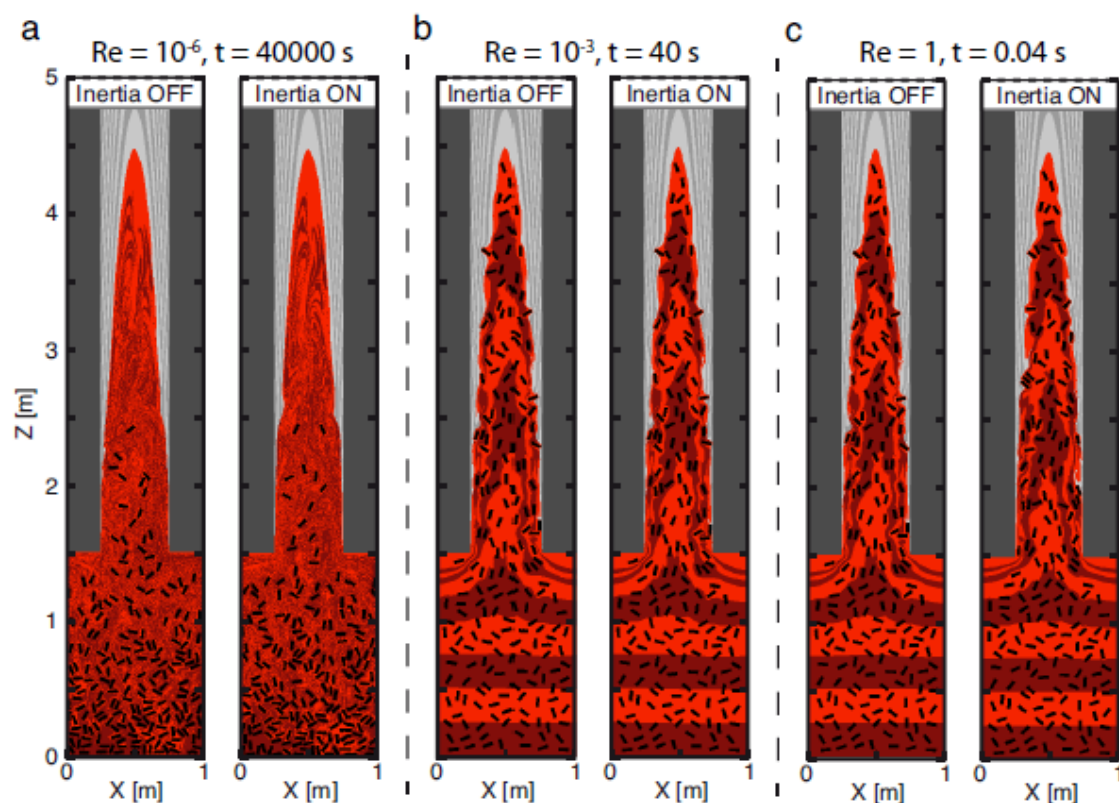 a b c
Re = 10⁻⁶, t = 40000 s Re = 10⁻³, t = 40 s Re = 1, t = 0.04 s
5 Inertia OFF Inertia ON Inertia OFF Inertia ON Inertia OFF Inertia ON
4
3
Z [m]
2
1
0
0 1 0 1 0 1 0 1 0 1 0 1
X [m] X [m] X [m] X [m] X [m] X [m]